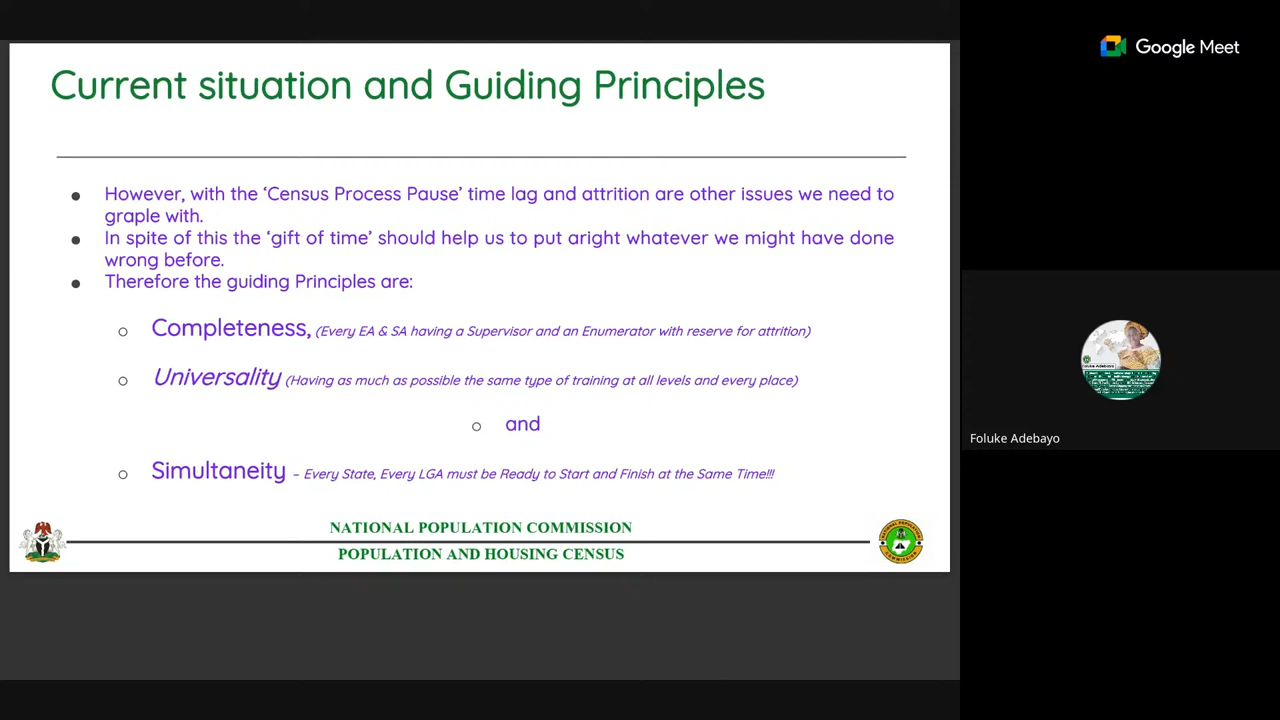 Current situation and Guiding Principles
However, with the ‘Census Process Pause’ time lag and attrition are other issues we need to
graple with.
In spite of this the ‘gift of time’ should help us to put aright whatever we might have done
wrong before.
Therefore the guiding Principles are:
Completeness, (Every EA & SA having a Supervisor and an Enumerator with reserve for attrition)
Universality (Having as much as possible the same type of training at all levels and every place)
and
Simultaneity – Every State, Every LGA must be Ready to Start and Finish at the Same Time!!!
NATIONAL POPULATION COMMISSION
POPULATION AND HOUSING CENSUS
Google Meet
Foluke Adebayo